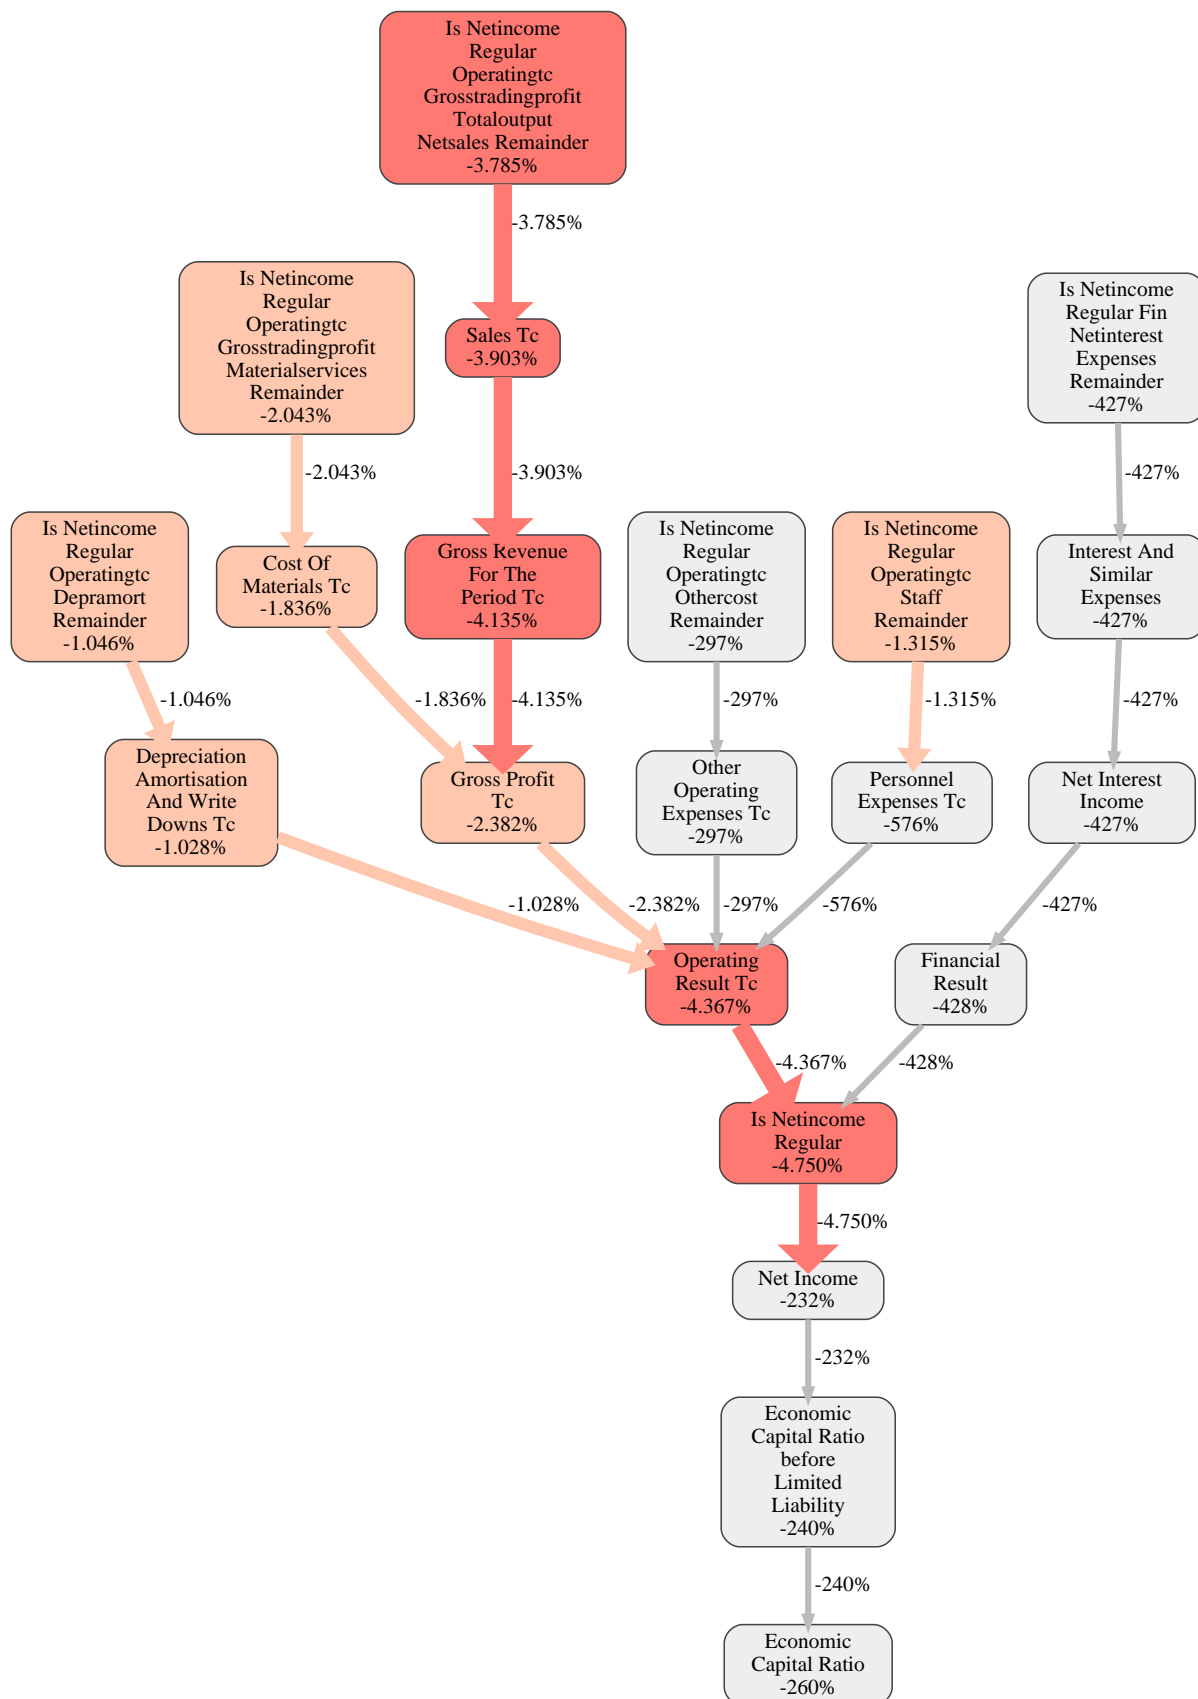 Is Netincome
Regular
Operatingtc
Grosstradingprofit
Totaloutput
Netsales Remainder
-3.785%
-3.785%
Is Netincome
Regular
Operatingtc
Grosstradingprofit
Materialservices
Remainder
-2.043%
Sales Tc
-3.903%
Is Netincome
Regular Fin
Netinterest
Expenses
Remainder
-427%
-2.043%
-3.903%
-427%
Is Netincome
Regular
Operatingtc
Depramort
Remainder
-1.046%
Cost Of
Materials Tc
-1.836%
Gross Revenue
For The
Period Tc
-4.135%
Is Netincome
Regular
Operatingtc
Othercost
Remainder
-297%
Is Netincome
Regular
Operatingtc
Staff
Remainder
-1.315%
Interest And
Similar
Expenses
-427%
-1.046%
-1.836%
-4.135%
-297%
-1.315%
-427%
Depreciation
Amortisation
And Write
Downs Tc
-1.028%
Gross Profit
Tc
-2.382%
Other
Operating
Expenses Tc
-297%
Personnel
Expenses Tc
-576%
Net Interest
Income
-427%
-1.028%
-2.382%
-297%
-576%
-427%
Operating
Result Tc
-4.367%
Financial
Result
-428%
-4.367%
-428%
Is Netincome
Regular
-4.750%
-4.750%
Net Income
-232%
-232%
Economic
Capital Ratio
before
Limited
Liability
-240%
-240%
Economic
Capital Ratio
-260%